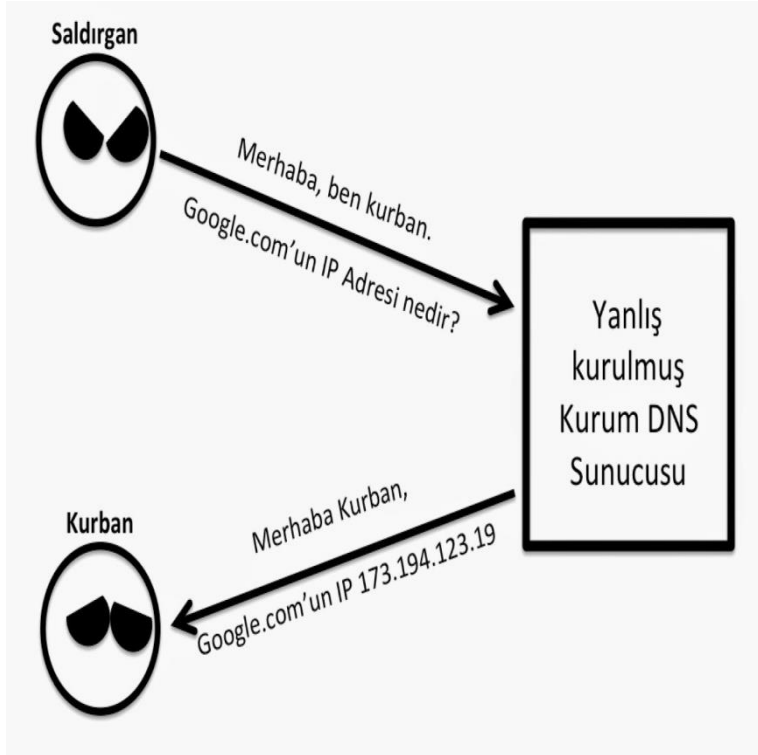 Saldırgan
Merhaba, ben kurban.
Google.com’un IP Adresi nedir?
Yanlış
kurulmuş
Kurum DNS
Sunucusu
Kurban
Merhaba Kurban,
Google.com’un IP 173.194.123.19